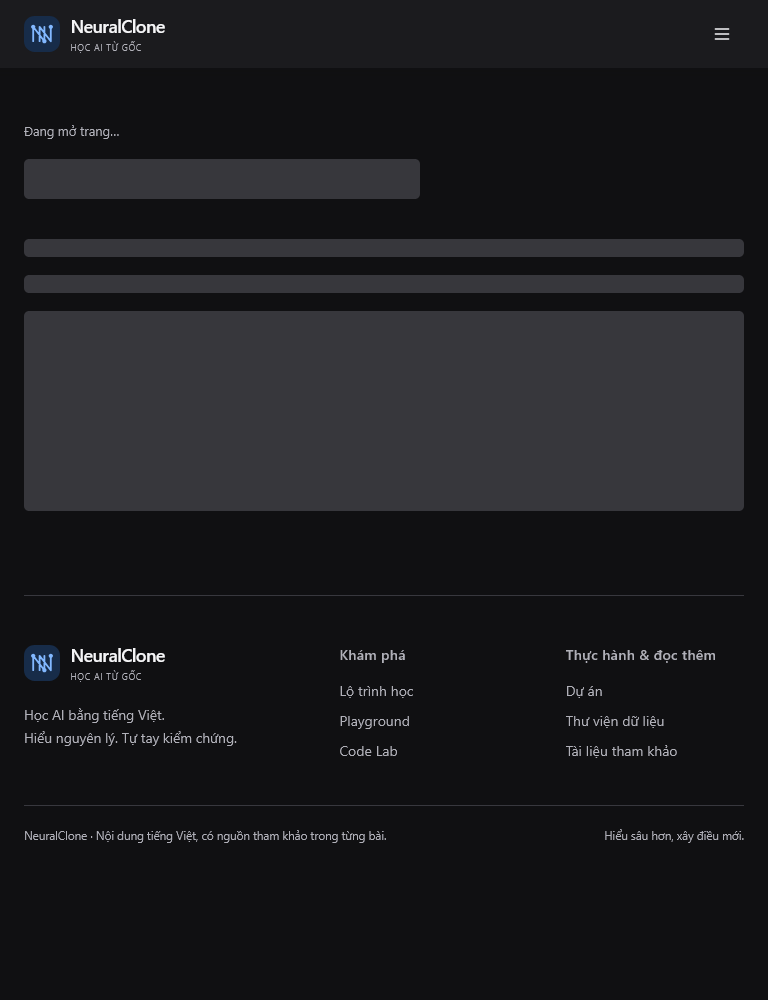 NeuralClone
HỌC AI TỪ GỐC
Đang mở trang…
NeuralClone
HỌC AI TỪ GỐC
Học AI bằng tiếng Việt.
Hiểu nguyên lý. Tự tay kiểm chứng.
Khám phá
Lộ trình học
Playground
Code Lab
Thực hành & đọc thêm
Dự án
Thư viện dữ liệu
Tài liệu tham khảo
NeuralClone · Nội dung tiếng Việt, có nguồn tham khảo trong từng bài.
Hiểu sâu hơn, xây điều mới.